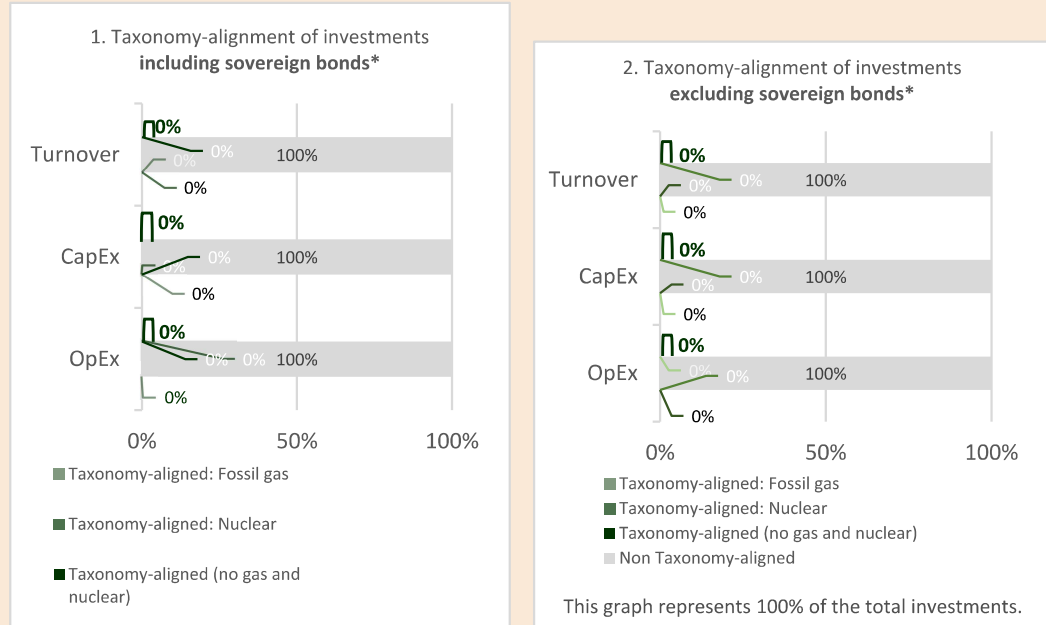 1. Taxonomy-alignment of investments
including sovereign bonds*
0%
Turnover
0%
0%
100%
0%
0%
CapEx
0%
0%
100%
0%
0%
OpEx
0%
0%
100%
0%
0%
50%
100%
Taxonomy-aligned: Fossil gas
Taxonomy-aligned: Nuclear
Taxonomy-aligned (no gas and
nuclear)
2. Taxonomy-alignment of investments
excluding sovereign bonds*
0%
Turnover
0%
0%
100%
0%
0%
CapEx
0%
0%
100%
0%
0%
OpEx
0%
0%
100%
0%
0%
50%
100%
Taxonomy-aligned: Fossil gas
Taxonomy-aligned: Nuclear
Taxonomy-aligned (no gas and nuclear)
Non Taxonomy-aligned
This graph represents 100% of the total investments.